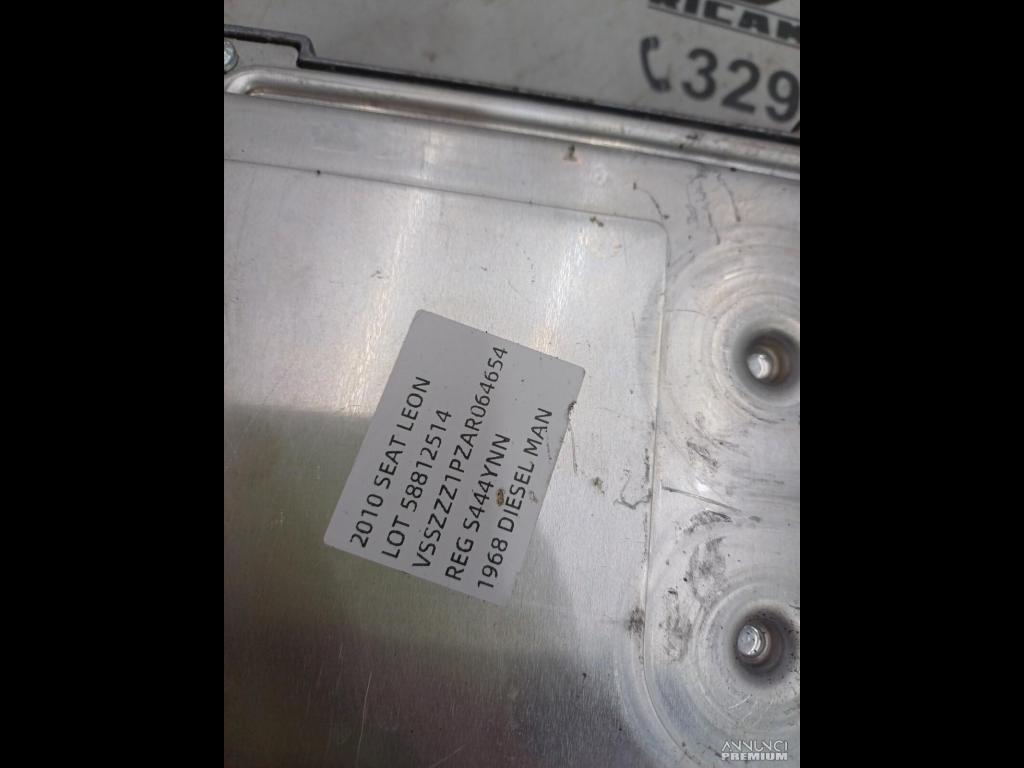 RICAM
329
2010 SEAT LEON
LOT 58812514
VSSZZZ1PZAR064654
REG S444YNN
1968 DIESEL MAN
ANNUNCI
PREMIUM